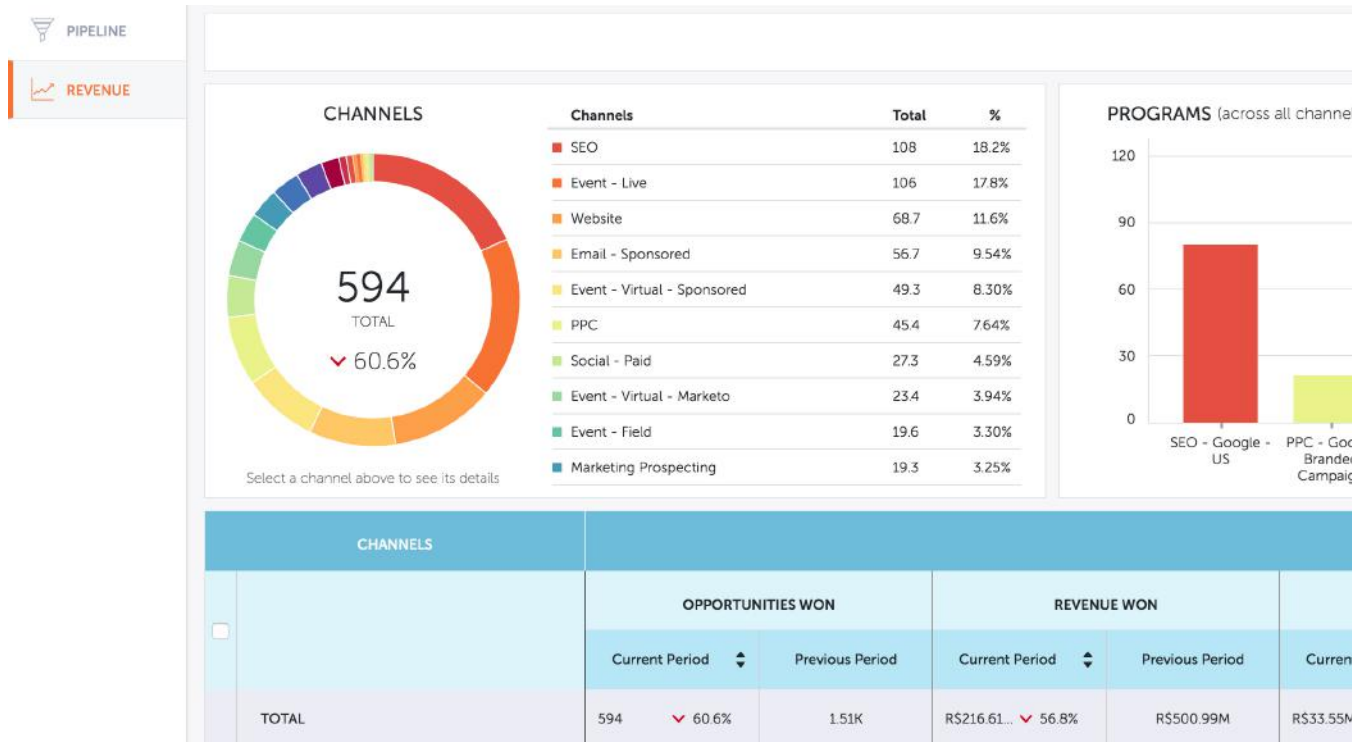 PIPELINE
REVENUE
CHANNELS
594
TOTAL
60.6%
Select a channel above to see its details
Channels Total %
SEO 108 18.2%
Event - Live 106 17.8%
Website 68.7 11.6%
Email - Sponsored 56.7 9.54%
Event - Virtual - Sponsored 49.3 8.30%
PPC 45.4 7.64%
Social - Paid 27.3 4.59%
Event - Virtual - Marketo 23.4 3.94%
Event - Field 19.6 3.30%
Marketing Prospecting 19.3 3.25%
PROGRAMS (across all channel
120
90
60
30
0
SEO - Google -
US
PPC - Goo
Branded
Campaig
CHANNELS
OPPORTUNITIES WON REVENUE WON
Current Period Previous Period Current Period Previous Period Curren
TOTAL 594 60.6% 1.51K R$216.61... 56.8% R$500.99M R$33.55M